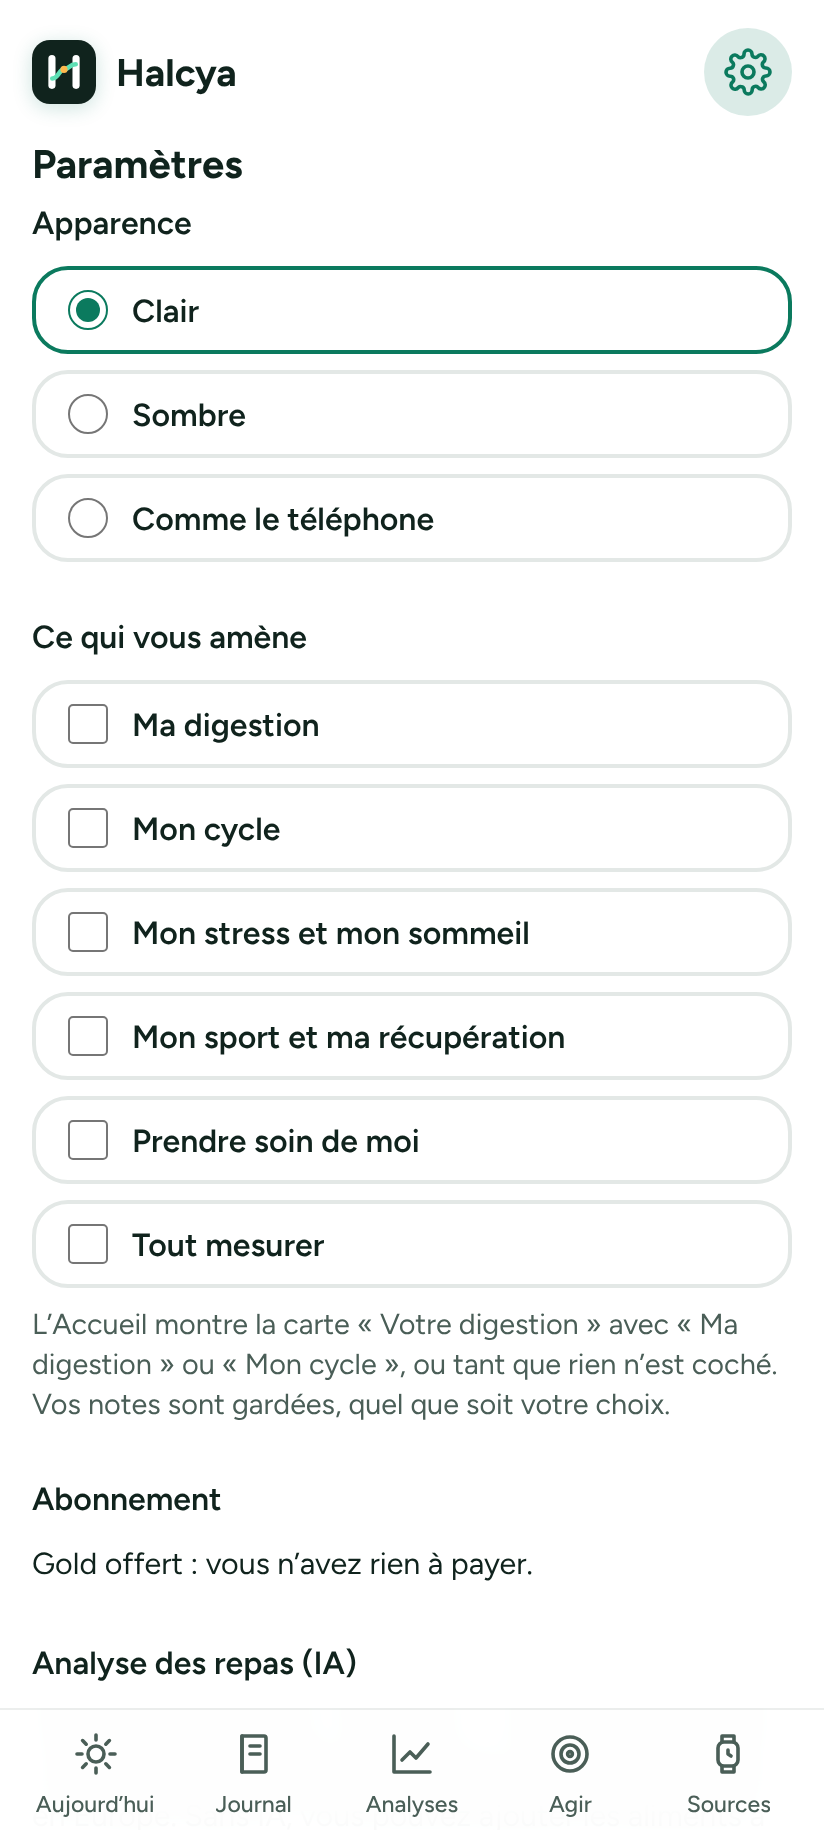 Halcya
Paramètres
Apparence
Clair
Sombre
Comme le téléphone
Ce qui vous amène
Ma digestion
Mon cycle
Mon stress et mon sommeil
Mon sport et ma récupération
Prendre soin de moi
Tout mesurer
L’Accueil montre la carte « Votre digestion » avec « Ma
digestion » ou « Mon cycle », ou tant que rien n’est coché.
Vos notes sont gardées, quel que soit votre choix.
Abonnement
Gold offert : vous n’avez rien à payer.
Analyse des repas (IA)
Aujourd’hui
Journal
Analyses
Agir
Sources